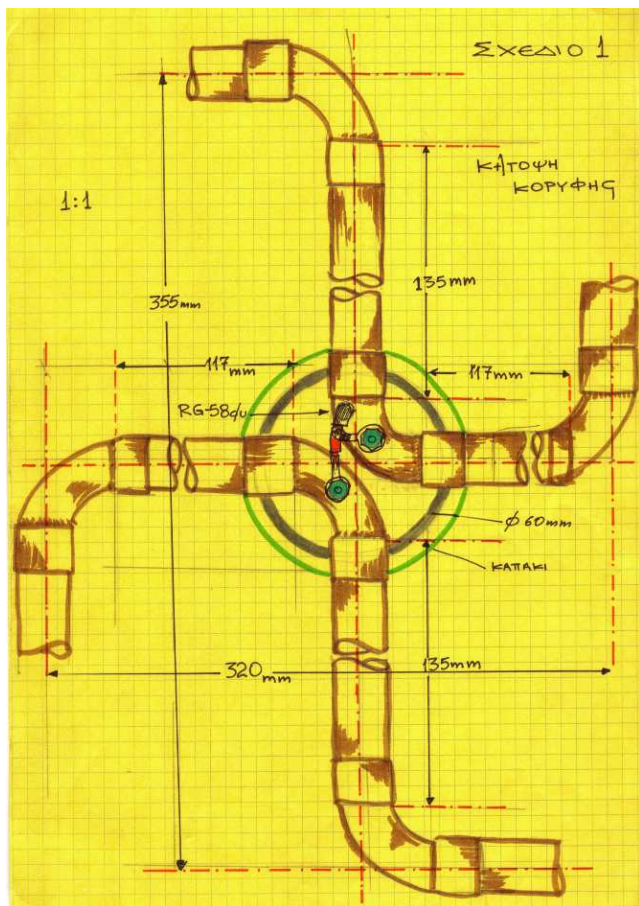 ΣΧΕΔΙΟ 1
ΚΑΤΟΨΗ
ΚΟΡΥΦΗς
1:1
135mm
355mm
117mm
117mm
RG-58c/u
φ 60mm
ΚΑΠΑΚΙ
320mm
135mm